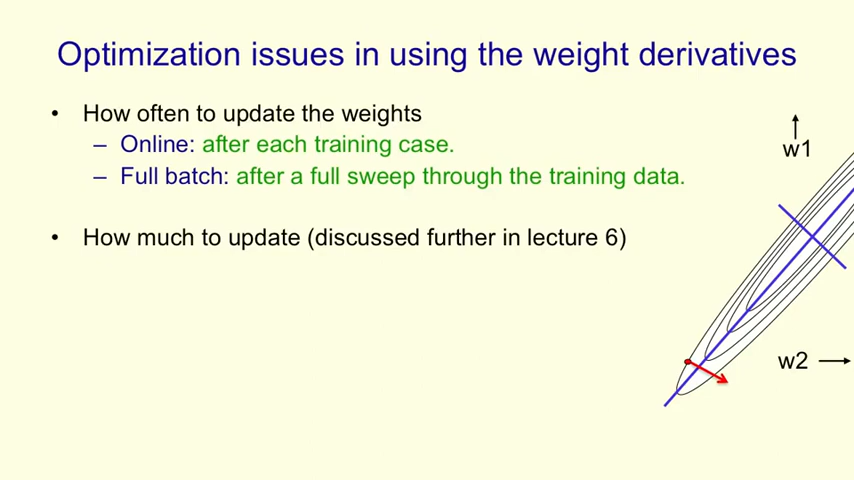 Optimization issues in using the weight derivatives
• How often to update the weights
– Online: after each training case.
– Full batch: after a full sweep through the training data.
• How much to update (discussed further in lecture 6)
w1
w2